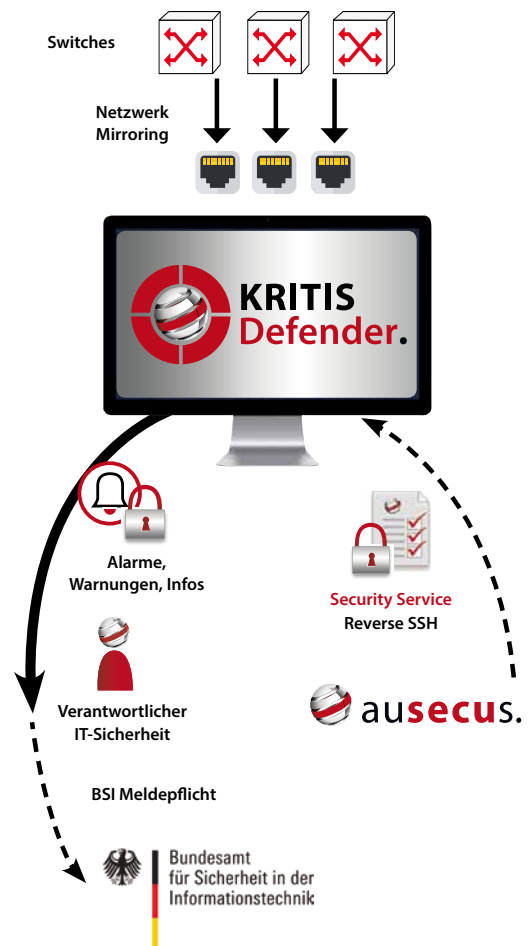 Switches
Netzwerk
Mirroring
KRITIS
Defender.
Alarme,
Warnungen, Infos
Security Service
Reverse SSH
Verantwortlicher
IT-Sicherheit
ausecus.
BSI Meldepflicht
Bundesamt
für Sicherheit in der
Informationstechnik